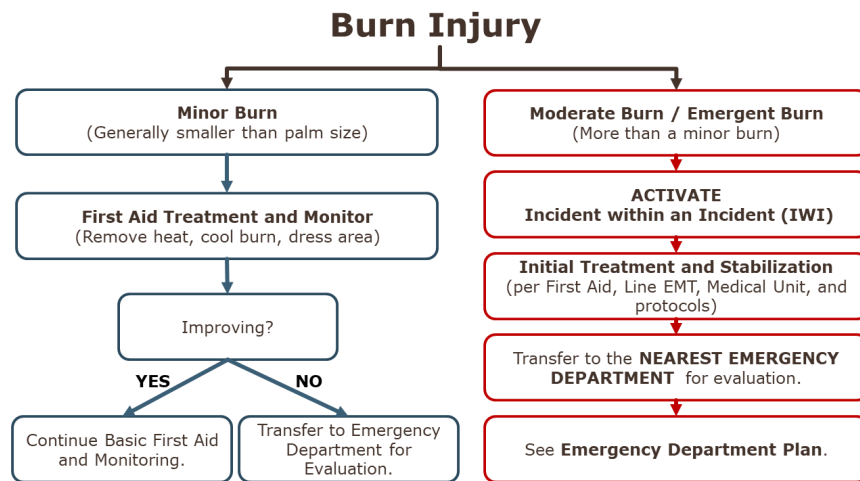 Burn Injury
Minor Burn
(Generally smaller than palm size)
First Aid Treatment and Monitor
(Remove heat, cool burn, dress area)
Improving?
YES
NO
Continue Basic First Aid
and Monitoring.
Transfer to Emergency
Department for
Evaluation.
Moderate Burn / Emergent Burn
(More than a minor burn)
ACTIVATE
Incident within an Incident (IWI)
Initial Treatment and Stabilization
(per First Aid, Line EMT, Medical Unit, and
protocols)
Transfer to the NEAREST EMERGENCY
DEPARTMENT for evaluation.
See Emergency Department Plan.